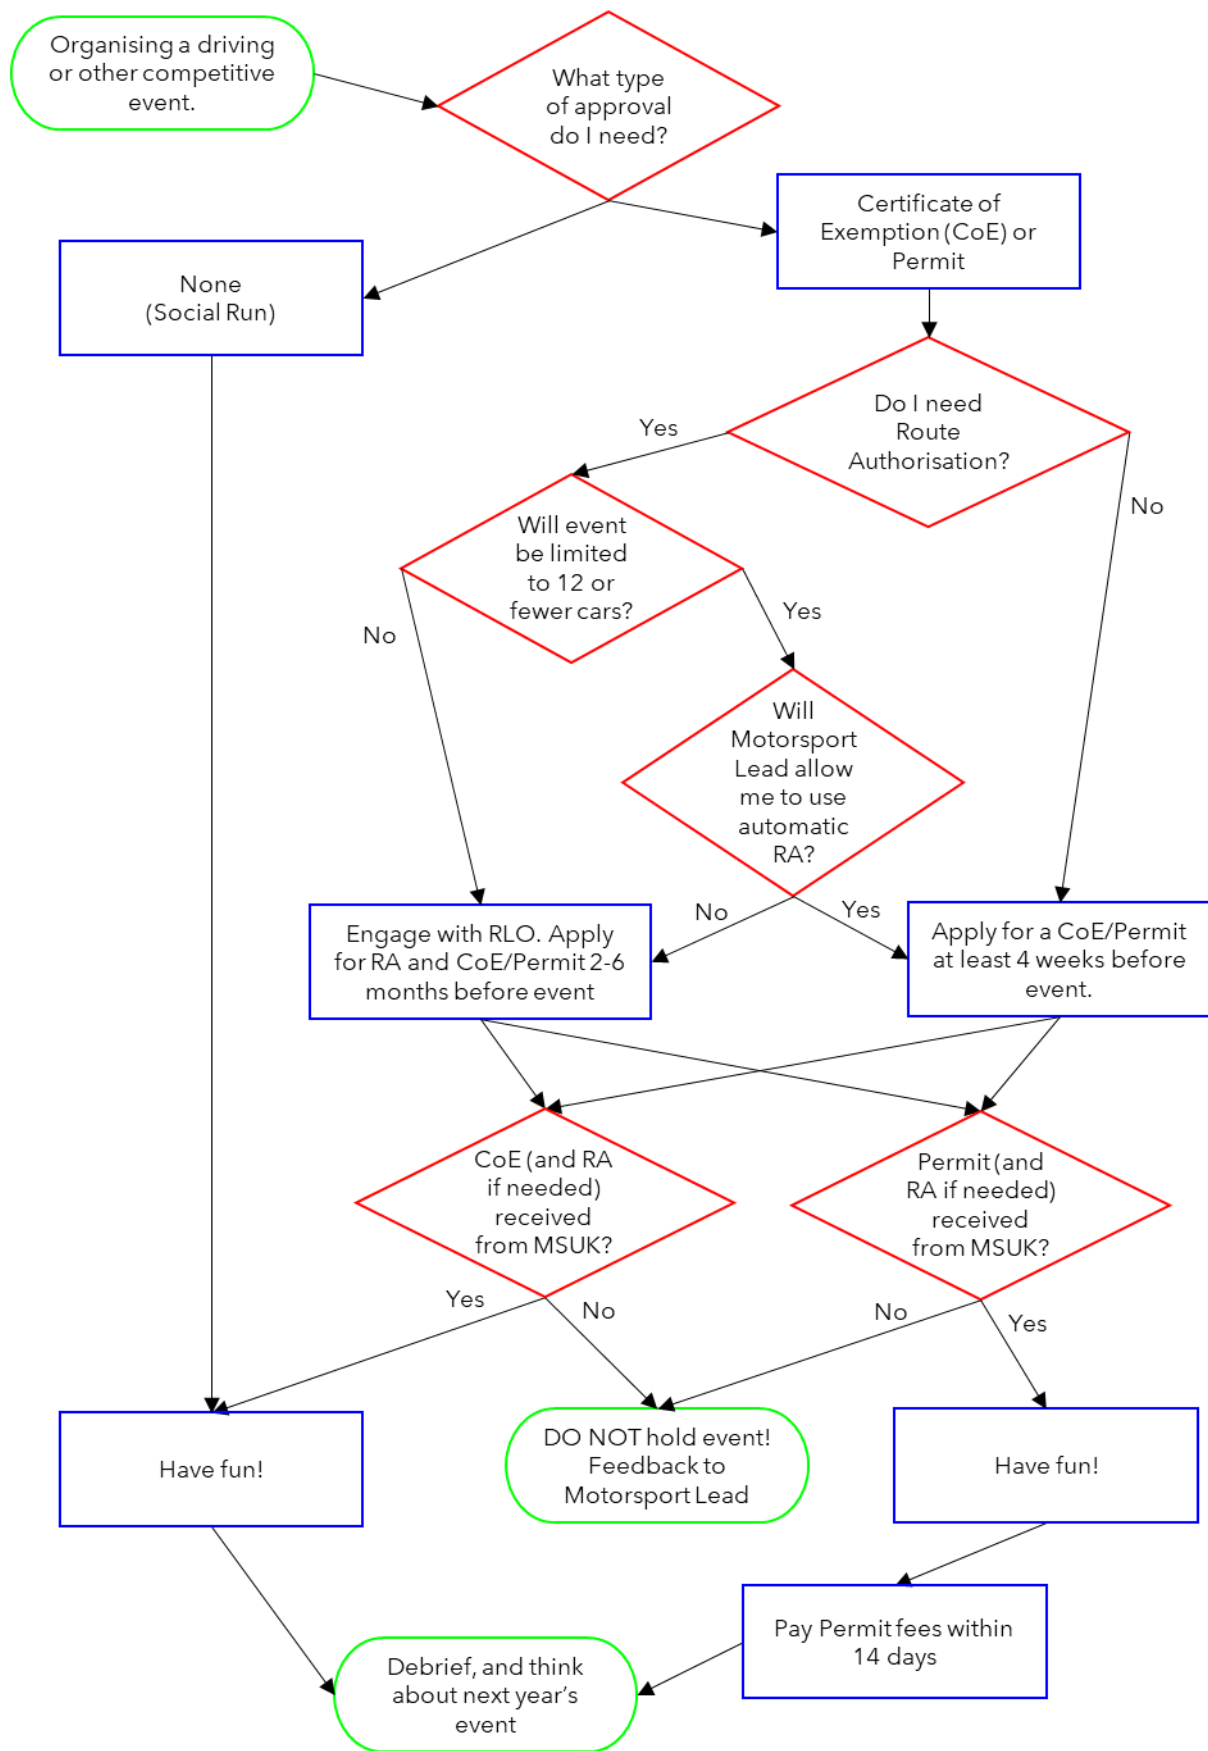 Organising a driving
or other competitive
event.
What type
of approval
do I need?
Certificate of
Exemption (CoE) or
Permit
None
(Social Run)
Do I need
Route
Authorisation?
Yes
No
Will event
be limited
to 12 or
fewer cars?
Yes
No
Will
Motorsport
Lead allow
me to use
automatic
RA?
No
Yes
Engage with RLO. Apply
for RA and CoE/Permit 2-6
months before event
Apply for a CoE/Permit
at least 4 weeks before
event.
CoE (and RA
if needed)
received
from MSUK?
Permit (and
RA if needed)
received
from MSUK?
Yes
No
No
Yes
Have fun!
DO NOT hold event!
Feedback to
Motorsport Lead
Have fun!
Pay Permit fees within
14 days
Debrief, and think
about next year's
event